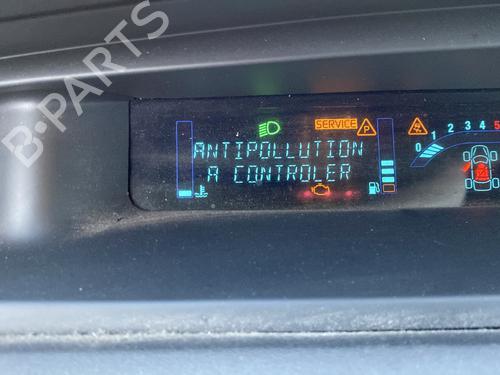 B-PARTS
SERVICE P
ANTIPOLLUTION
A CONTROLER
0 1 2 3 4 5